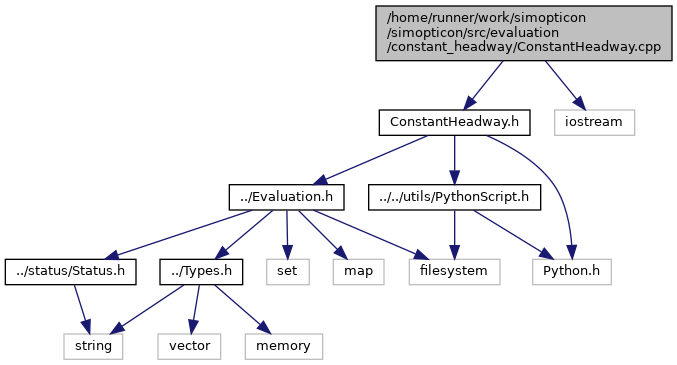 /home/runner/work/simopticon
/simopticon/src/evaluation
/constant_headway/ConstantHeadway.cpp
ConstantHeadway.h
iostream
../Evaluation.h
../../utils/PythonScript.h
../status/Status.h
../Types.h
set
map
filesystem
Python.h
string
vector
memory